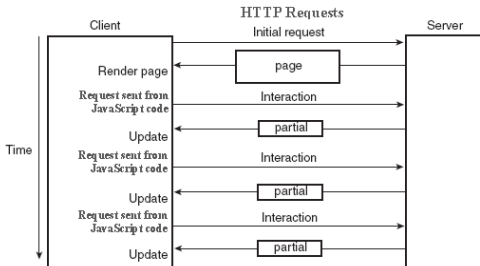 HTTP Requests
Client
Server
Initial request
Render page
page
Request sent from
JavaScript code
Interaction
Update
partial
Time
Request sent from
JavaScript code
Interaction
Update
partial
Request sent from
JavaScript code
Interaction
Update
partial